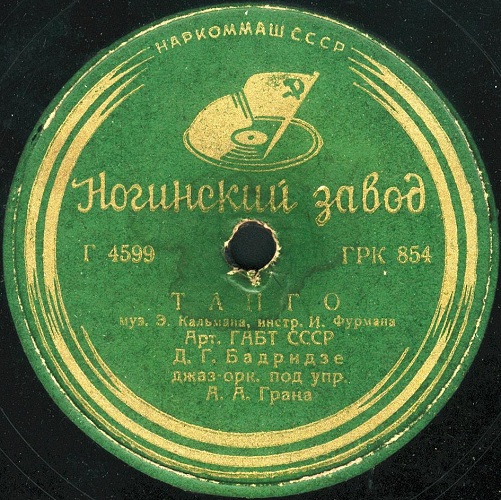 НАРКОММАШ СССР
Ногинский завод
Г 4599 ГРК 854
ТАНГО
муз. Э. Кальмана, инстр. И. Фурмана
Арт. ГАБТ СССР
Д. Г. Бадридзе
джаз-орк. под упр.
А. А. Грана